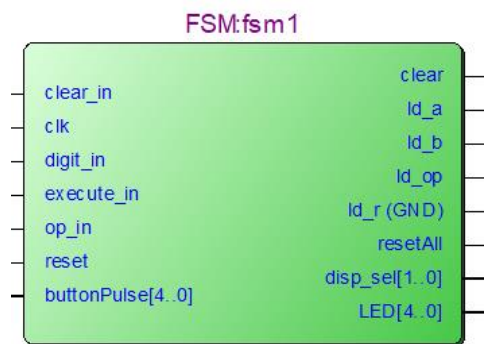 FSM:fsm1
clear_in
clk
digit_in
execute_in
op_in
reset
buttonPulse[4..0]
clear
ld_a
ld_b
ld_op
ld_r (GND)
resetAll
disp_sel[1..0]
LED[4..0]